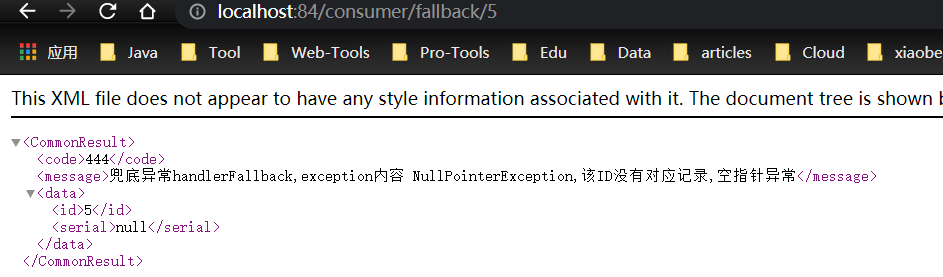 localhost:84/consumer/fallback/5
应用 Java Tool Web-Tools Pro-Tools Edu Data articles Cloud xiaobe
This XML file does not appear to have any style information associated with it. The document tree is shown b
<CommonResult>
<code>444</code>
<message>兜底异常handlerFallback,exception内容 NullPointerException,该ID没有对应记录,空指针异常</message>
<data>
<id>5</id>
<serial>null</serial>
</data>
</CommonResult>